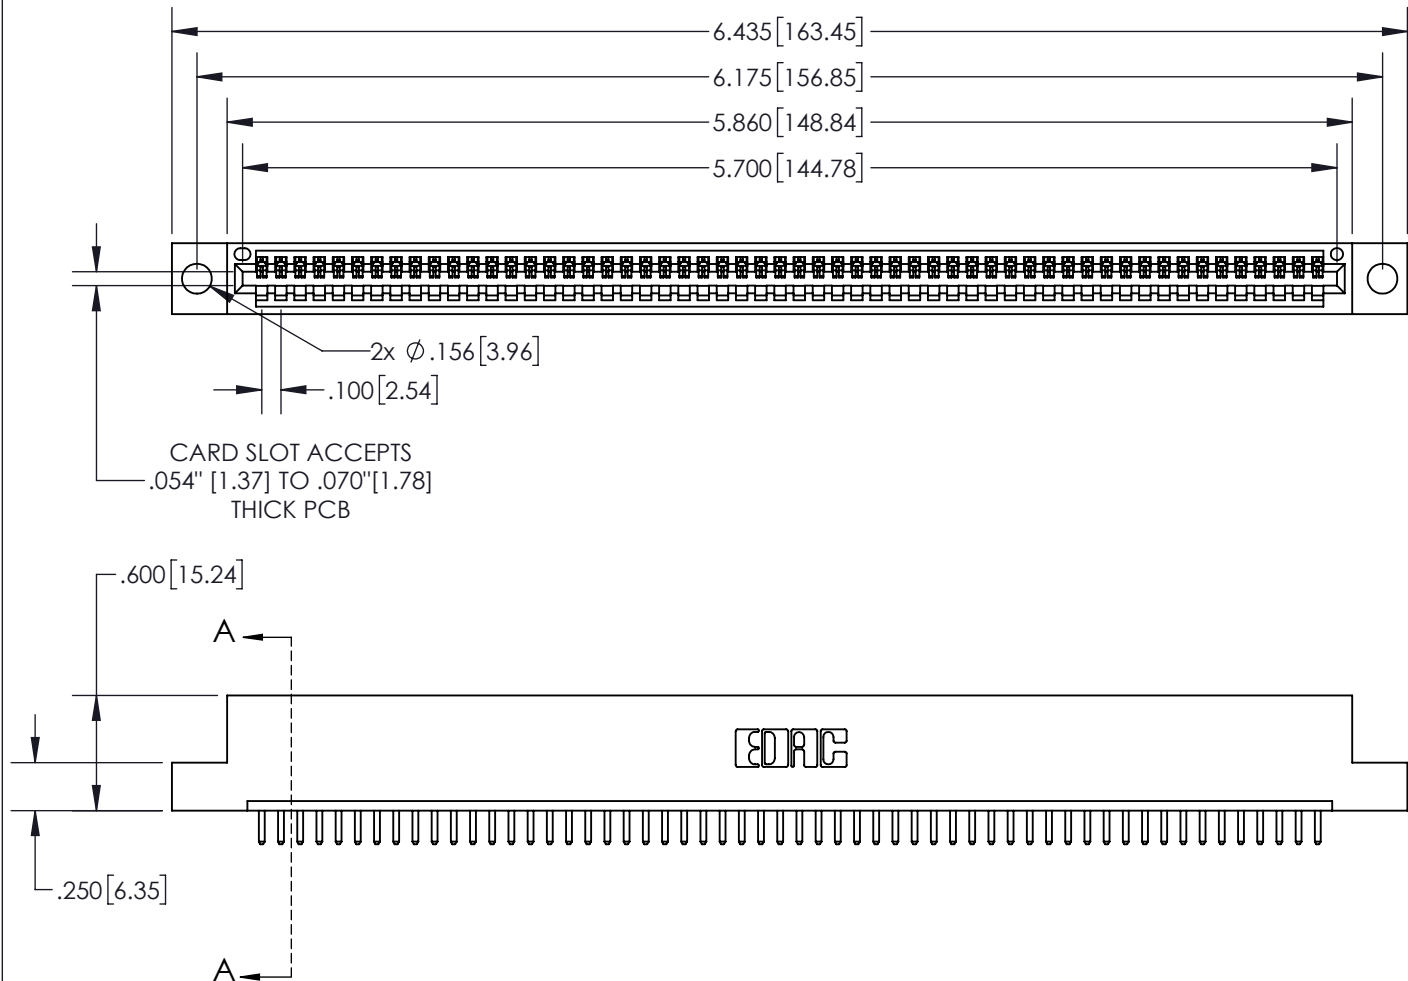 6.435[163.45]
6.175[156.85]
5.860[148.84]
5.700[144.78]
2x Ø.156[3.96]
.100[2.54]
CARD SLOT ACCEPTS
.054" [1.37] TO .070"[1.78]
THICK PCB
.600[15.24]
A
EDAC
.250[6.35]
A